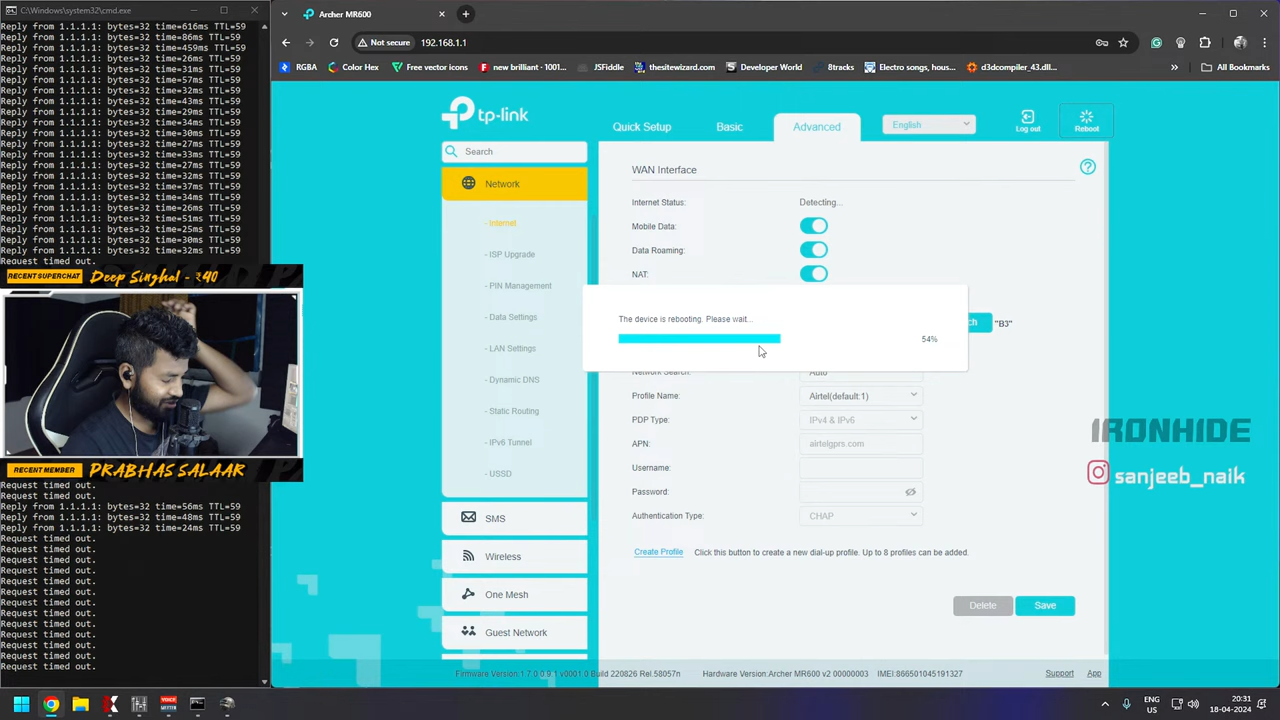 C:\Windows\system32\cmd.exe
Reply from 1.1.1.1: bytes=32 time=616ms TTL=59
Reply from 1.1.1.1: bytes=32 time=86ms TTL=59
Reply from 1.1.1.1: bytes=32 time=459ms TTL=59
Reply from 1.1.1.1: bytes=32 time=32ms TTL=59
Reply from 1.1.1.1: bytes=32 time=67ms TTL=59
Reply from 1.1.1.1: bytes=32 time=31ms TTL=59
Reply from 1.1.1.1: bytes=32 time=27ms TTL=59
Reply from 1.1.1.1: bytes=32 time=43ms TTL=59
Reply from 1.1.1.1: bytes=32 time=29ms TTL=59
Reply from 1.1.1.1: bytes=32 time=34ms TTL=59
Reply from 1.1.1.1: bytes=32 time=30ms TTL=59
Reply from 1.1.1.1: bytes=32 time=27ms TTL=59
Reply from 1.1.1.1: bytes=32 time=33ms TTL=59
Reply from 1.1.1.1: bytes=32 time=27ms TTL=59
Reply from 1.1.1.1: bytes=32 time=32ms TTL=59
Reply from 1.1.1.1: bytes=32 time=37ms TTL=59
Reply from 1.1.1.1: bytes=32 time=34ms TTL=59
Reply from 1.1.1.1: bytes=32 time=26ms TTL=59
Reply from 1.1.1.1: bytes=32 time=51ms TTL=59
Reply from 1.1.1.1: bytes=32 time=25ms TTL=59
Reply from 1.1.1.1: bytes=32 time=30ms TTL=59
Reply from 1.1.1.1: bytes=32 time=32ms TTL=59
Request timed out.
RECENT SUPERCHAT Deep Singhal - ₹40
RECENT MEMBER PRABHAS SALAAR
Request timed out.
Request timed out.
Reply from 1.1.1.1: bytes=32 time=56ms TTL=59
Reply from 1.1.1.1: bytes=32 time=48ms TTL=59
Reply from 1.1.1.1: bytes=32 time=24ms TTL=59
Request timed out.
Request timed out.
Request timed out.
Request timed out.
Request timed out.
Request timed out.
Request timed out.
Request timed out.
Request timed out.
Request timed out.
Request timed out.
Request timed out.
Request timed out.
Archer MR600
Not secure 192.168.1.1
RGBA Color Hex Free vector icons new brilliant - 1001... JSFiddle thesitewizard.com Developer World 8tracks Electro songs, hous... d3dcompiler_43.dll... All Bookmarks
tp-link
Quick Setup Basic Advanced English Log out Reboot
Search
Network
- Internet
- ISP Upgrade
- PIN Management
- Data Settings
- LAN Settings
- Dynamic DNS
- Static Routing
- IPv6 Tunnel
- USSD
SMS
Wireless
One Mesh
Guest Network
WAN Interface
Internet Status: Detecting...
Mobile Data:
Data Roaming:
NAT:
The device is rebooting. Please wait...
54%
ch "B3"
Network Search: Auto
Profile Name: Airtel(default:1)
PDP Type: IPv4 & IPv6
APN: airtelgprs.com
Username:
Password:
Authentication Type: CHAP
Create Profile Click this button to create a new dial-up profile. Up to 8 profiles can be added.
Delete Save
IRONHIDE
sanjeeb_naik
Firmware Version:1.7.0 0.9.1 v0001.0 Build 220826 Rel.58057n Hardware Version:Archer MR600 v2 00000003 IMEI:866501045191327 Support App
ENG
US
20:31
18-04-2024